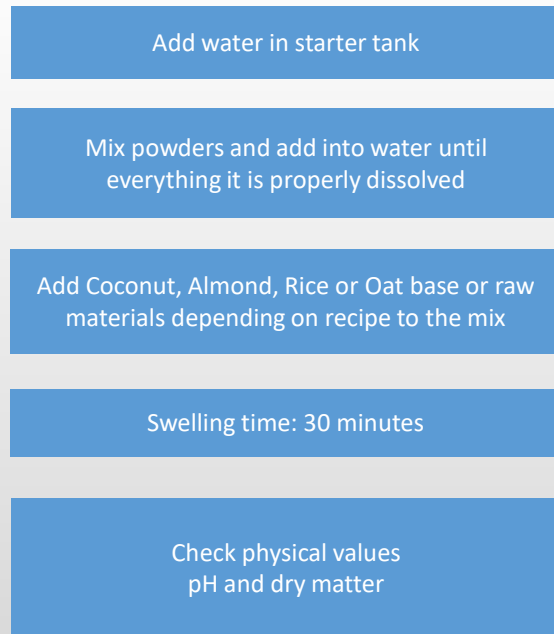 Add water in starter tank
Mix powders and add into water until
everything it is properly dissolved
Add Coconut, Almond, Rice or Oat base or raw
materials depending on recipe to the mix
Swelling time: 30 minutes
Check physical values
pH and dry matter